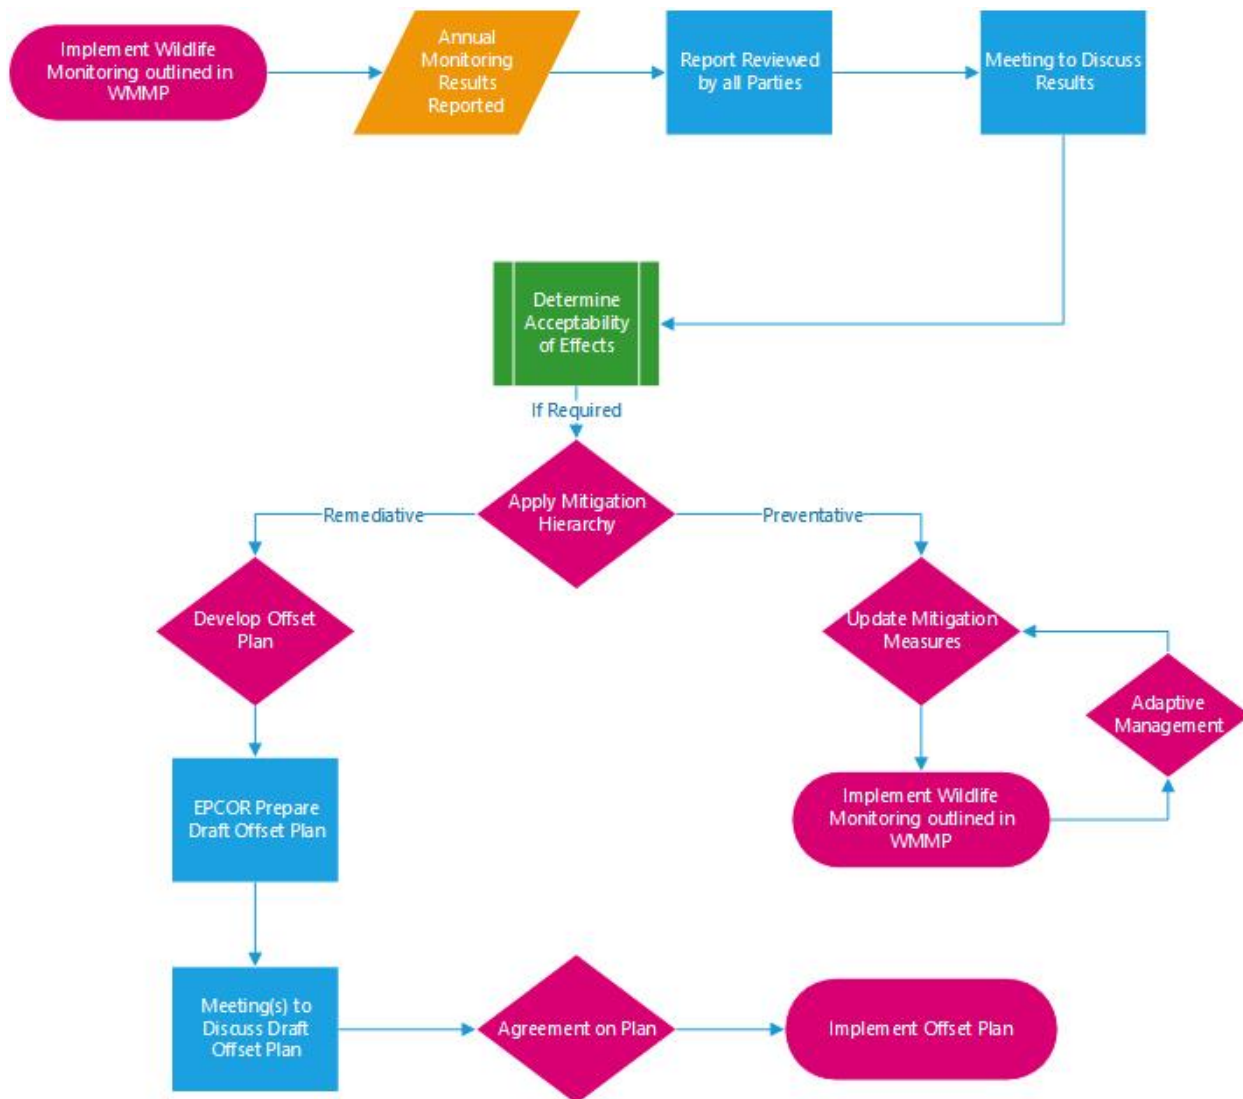 Implement Wildlife
Monitoring outlined in
WMMP
Annual
Monitoring
Results
Reported
Report Reviewed
by all Parties
Meeting to Discuss
Results
Determine
Acceptability
of Effects
If Required
Apply Mitigation
Hierarchy
Remediative
Preventative
Develop Offset
Plan
Update Mitigation
Measures
Adaptive
Management
EPCOR Prepare
Draft Offset Plan
Implement Wildlife
Monitoring outlined in
WMMP
Meeting(s) to
Discuss Draft
Offset Plan
Agreement on Plan
Implement Offset Plan